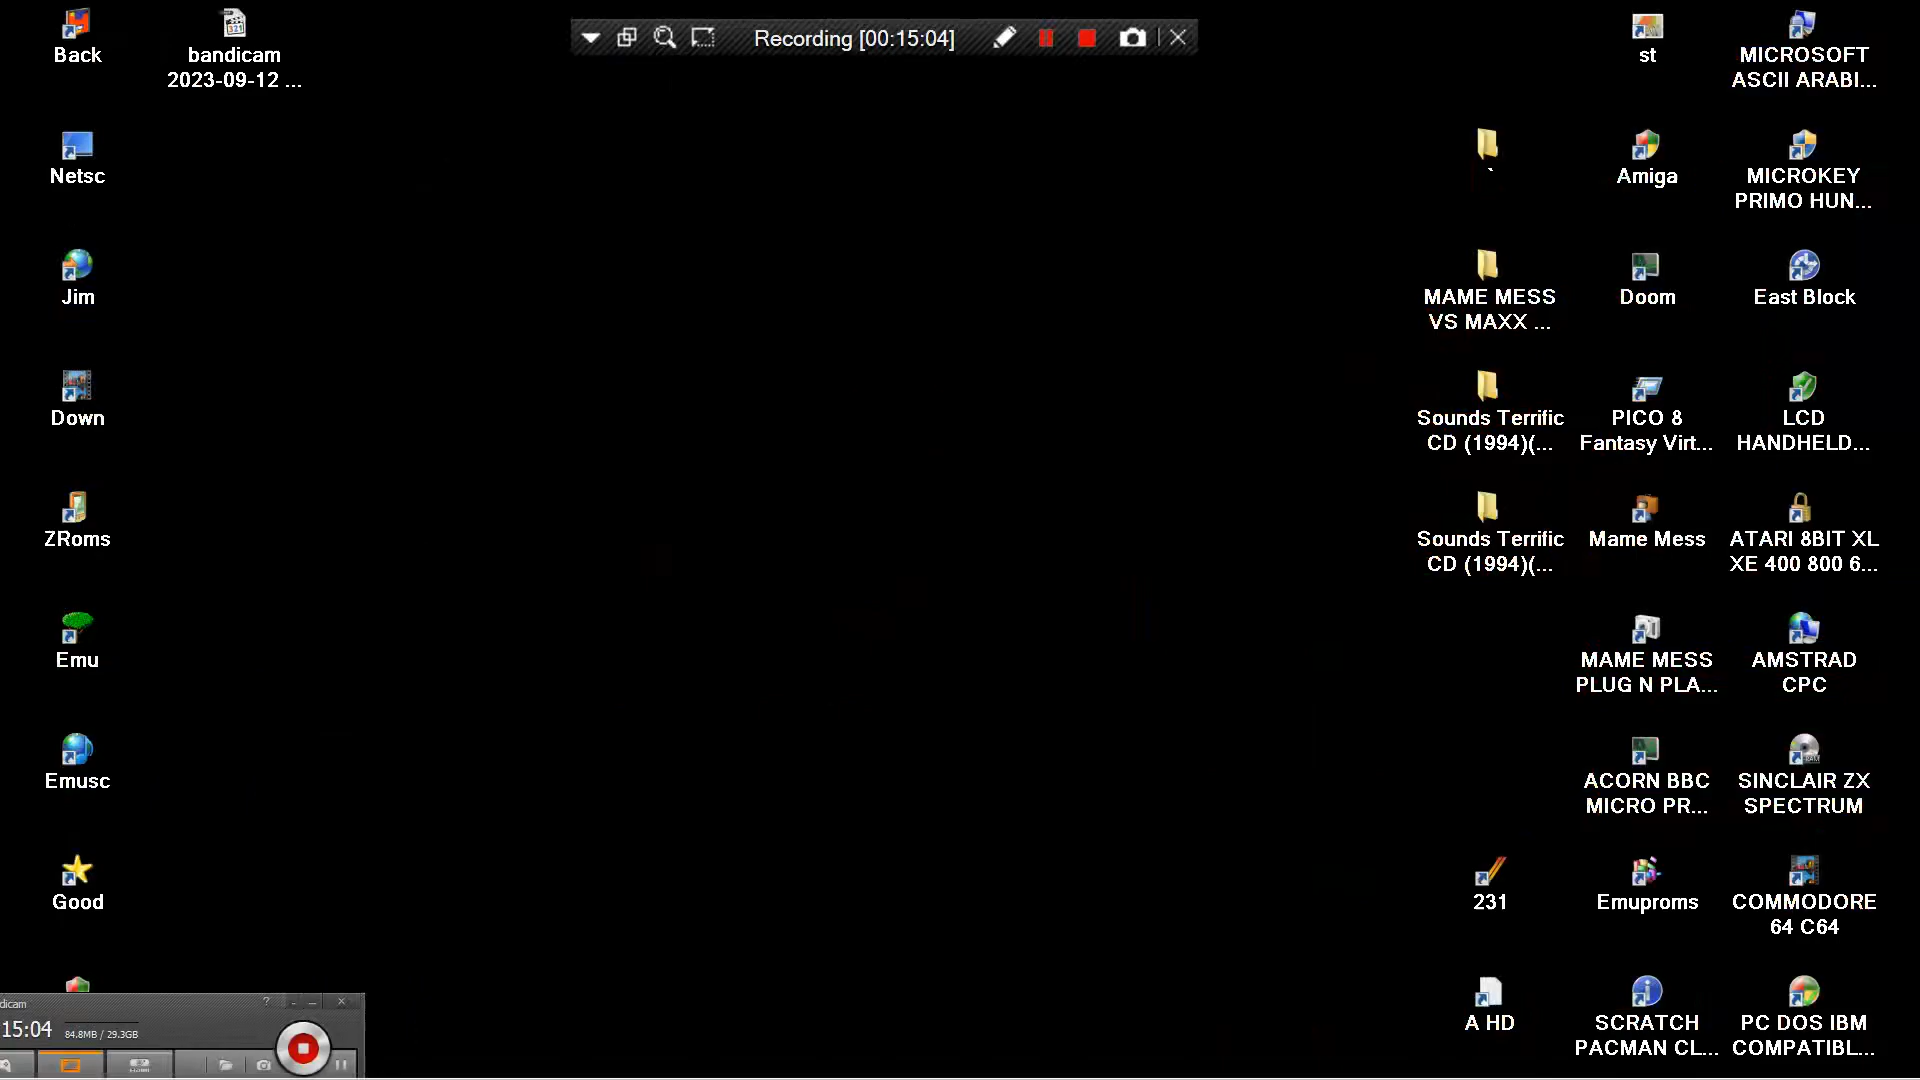 Recording [00:15:04]
Back
bandicam
2023-09-12 ...
Netsc
Jim
Down
ZRoms
Emu
Emusc
Good
st
MICROSOFT
ASCII ARABI...
`
Amiga
MICROKEY
PRIMO HUN...
MAME MESS
VS MAXX ...
Doom
East Block
Sounds Terrific
CD (1994)(...
PICO 8
Fantasy Virt...
LCD
HANDHELD...
Sounds Terrific
CD (1994)(...
Mame Mess
ATARI 8BIT XL
XE 400 800 6...
MAME MESS
PLUG N PLA...
AMSTRAD
CPC
ACORN BBC
MICRO PR...
SINCLAIR ZX
SPECTRUM
231
Emuproms
COMMODORE
64 C64
A HD
SCRATCH
PACMAN CL...
PC DOS IBM
COMPATIBL...
dicam
15:04
84.8MB / 29.3GB